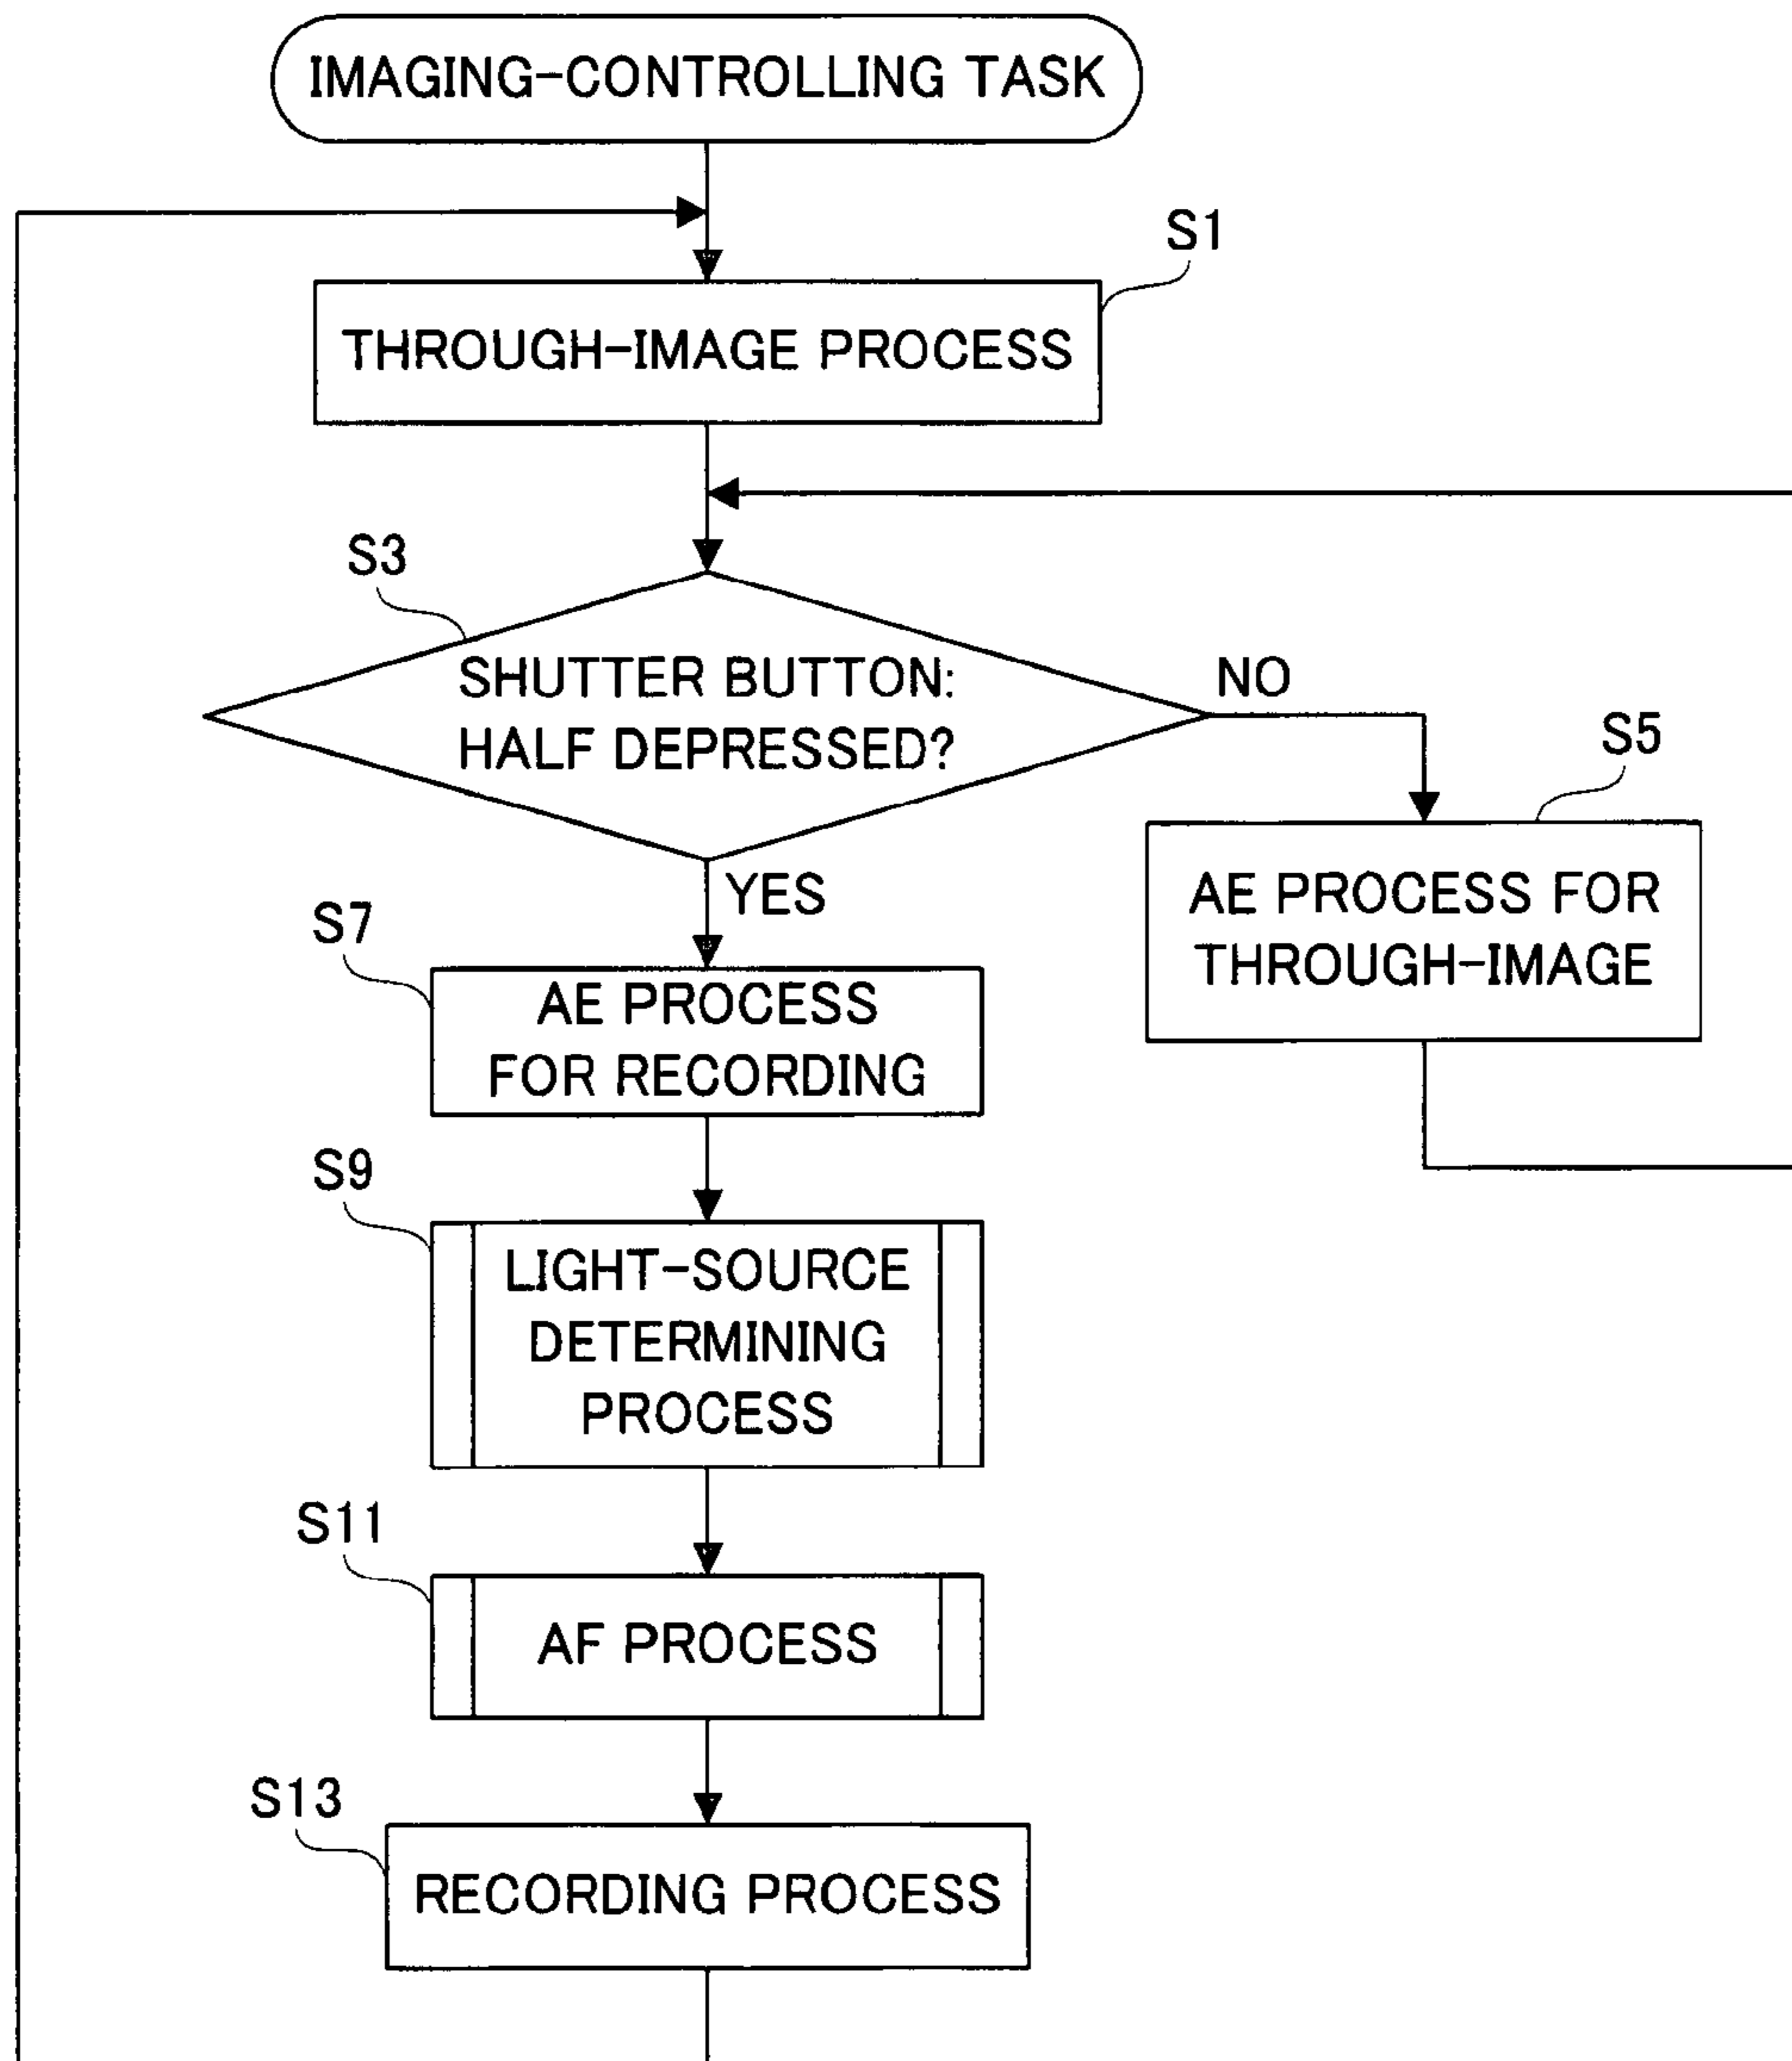 IMAGING-CONTROLLING TASK
S1
THROUGH-IMAGE PROCESS
S3
SHUTTER BUTTON:
HALF DEPRESSED?
NO
YES
S5
AE PROCESS FOR
THROUGH-IMAGE
S7
AE PROCESS
FOR RECORDING
S9
LIGHT-SOURCE
DETERMINING
PROCESS
S11
AF PROCESS
S13
RECORDING PROCESS